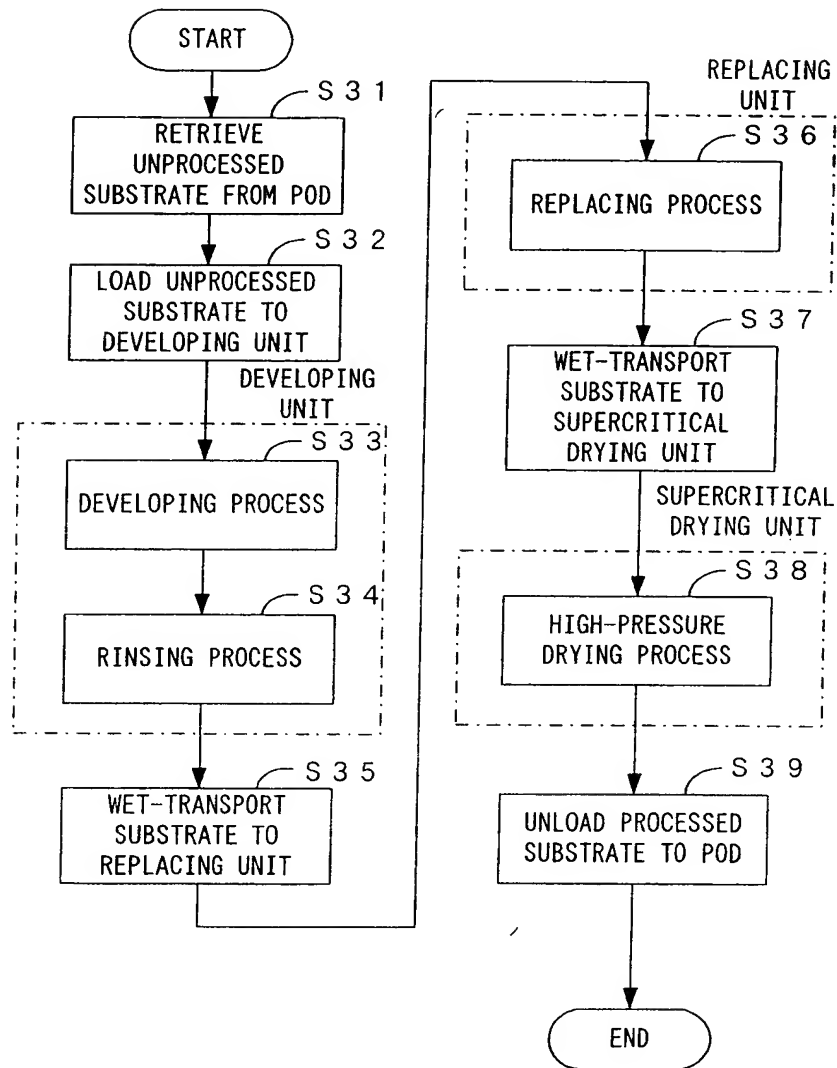 START
S31
RETRIEVE
UNPROCESSED
SUBSTRATE FROM POD
S32
LOAD UNPROCESSED
SUBSTRATE TO
DEVELOPING UNIT
DEVELOPING
UNIT
S33
DEVELOPING PROCESS
S34
RINSING PROCESS
S35
WET-TRANSPORT
SUBSTRATE TO
REPLACING UNIT
REPLACING
UNIT
S36
REPLACING PROCESS
S37
WET-TRANSPORT
SUBSTRATE TO
SUPERCRITICAL
DRYING UNIT
SUPERCRITICAL
DRYING UNIT
S38
HIGH-PRESSURE
DRYING PROCESS
S39
UNLOAD PROCESSED
SUBSTRATE TO POD
END